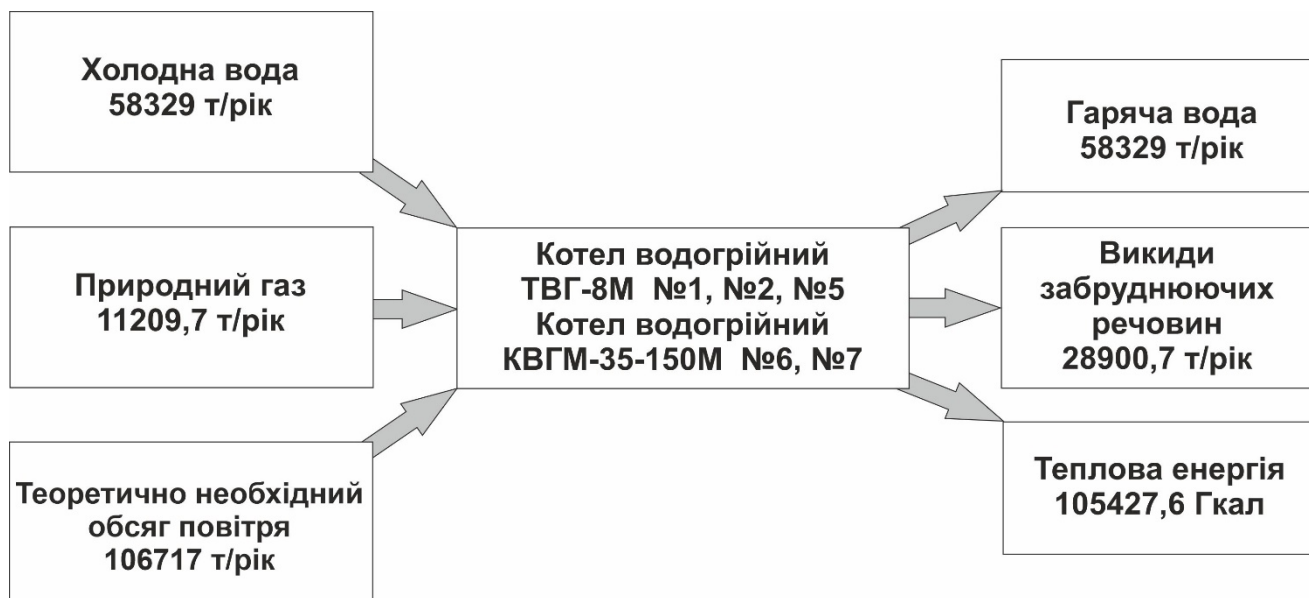 Холодна вода
58329 т/рік
Природний газ
11209,7 т/рік
Теоретично необхідний
обсяг повітря
106717 т/рік
Котел водогрійний
ТВГ-8М №1, №2, №5
Котел водогрійний
КВГМ-35-150М №6, №7
Гаряча вода
58329 т/рік
Викиди
забруднюючих
речовин
28900,7 т/рік
Теплова енергія
105427,6 Гкал